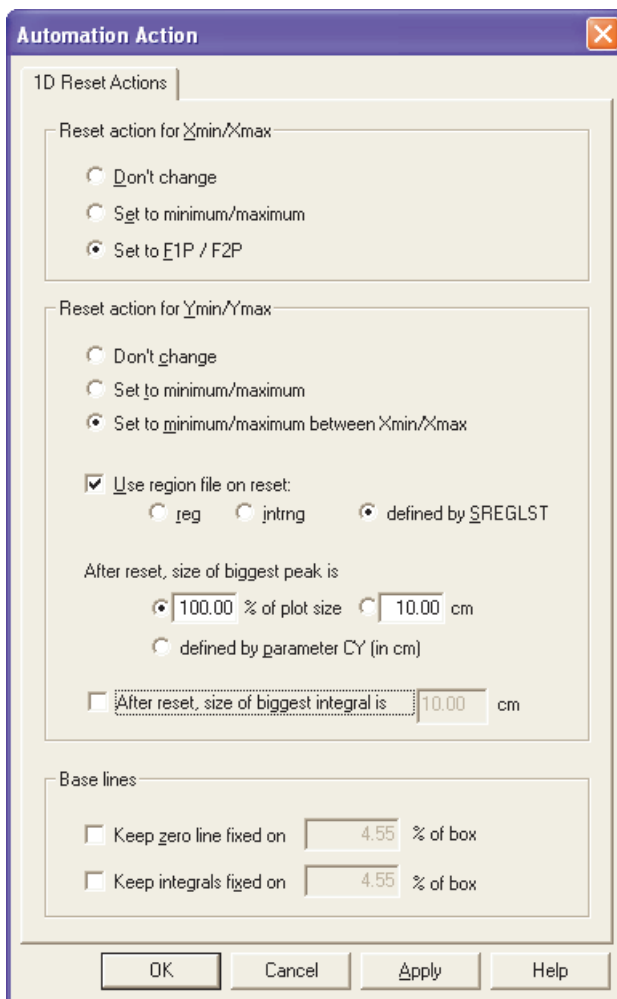 Automation Action
1D Reset Actions
Reset action for Xmin/Xmax
Don't change
Set to minimum/maximum
Set to F1P / F2P
Reset action for Ymin/Ymax
Don't change
Set to minimum/maximum
Set to minimum/maximum between Xmin/Xmax
Use region file on reset:
reg intrng defined by SREGLST
After reset, size of biggest peak is
100.00 % of plot size 10.00 cm
defined by parameter CY (in cm)
After reset, size of biggest integral is 10.00 cm
Base lines
Keep zero line fixed on 4.55 % of box
Keep integrals fixed on 4.55 % of box
OK Cancel Apply Help